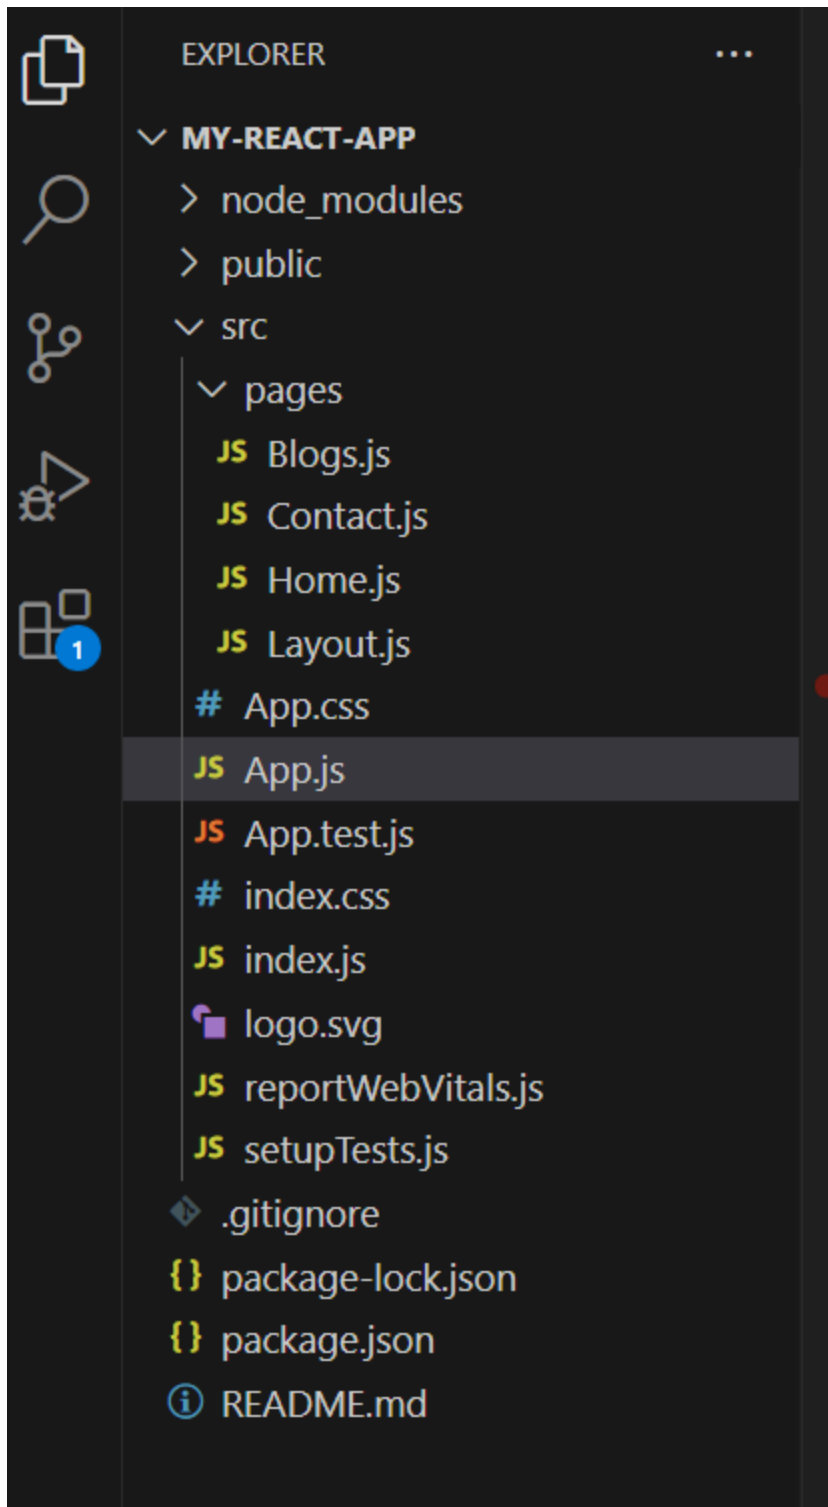 EXPLORER ...
MY-REACT-APP
node_modules
public
src
pages
JS Blogs.js
JS Contact.js
JS Home.js
JS Layout.js
# App.css
JS App.js
JS App.test.js
# index.css
JS index.js
logo.svg
JS reportWebVitals.js
JS setupTests.js
.gitignore
{} package-lock.json
{} package.json
README.md
1